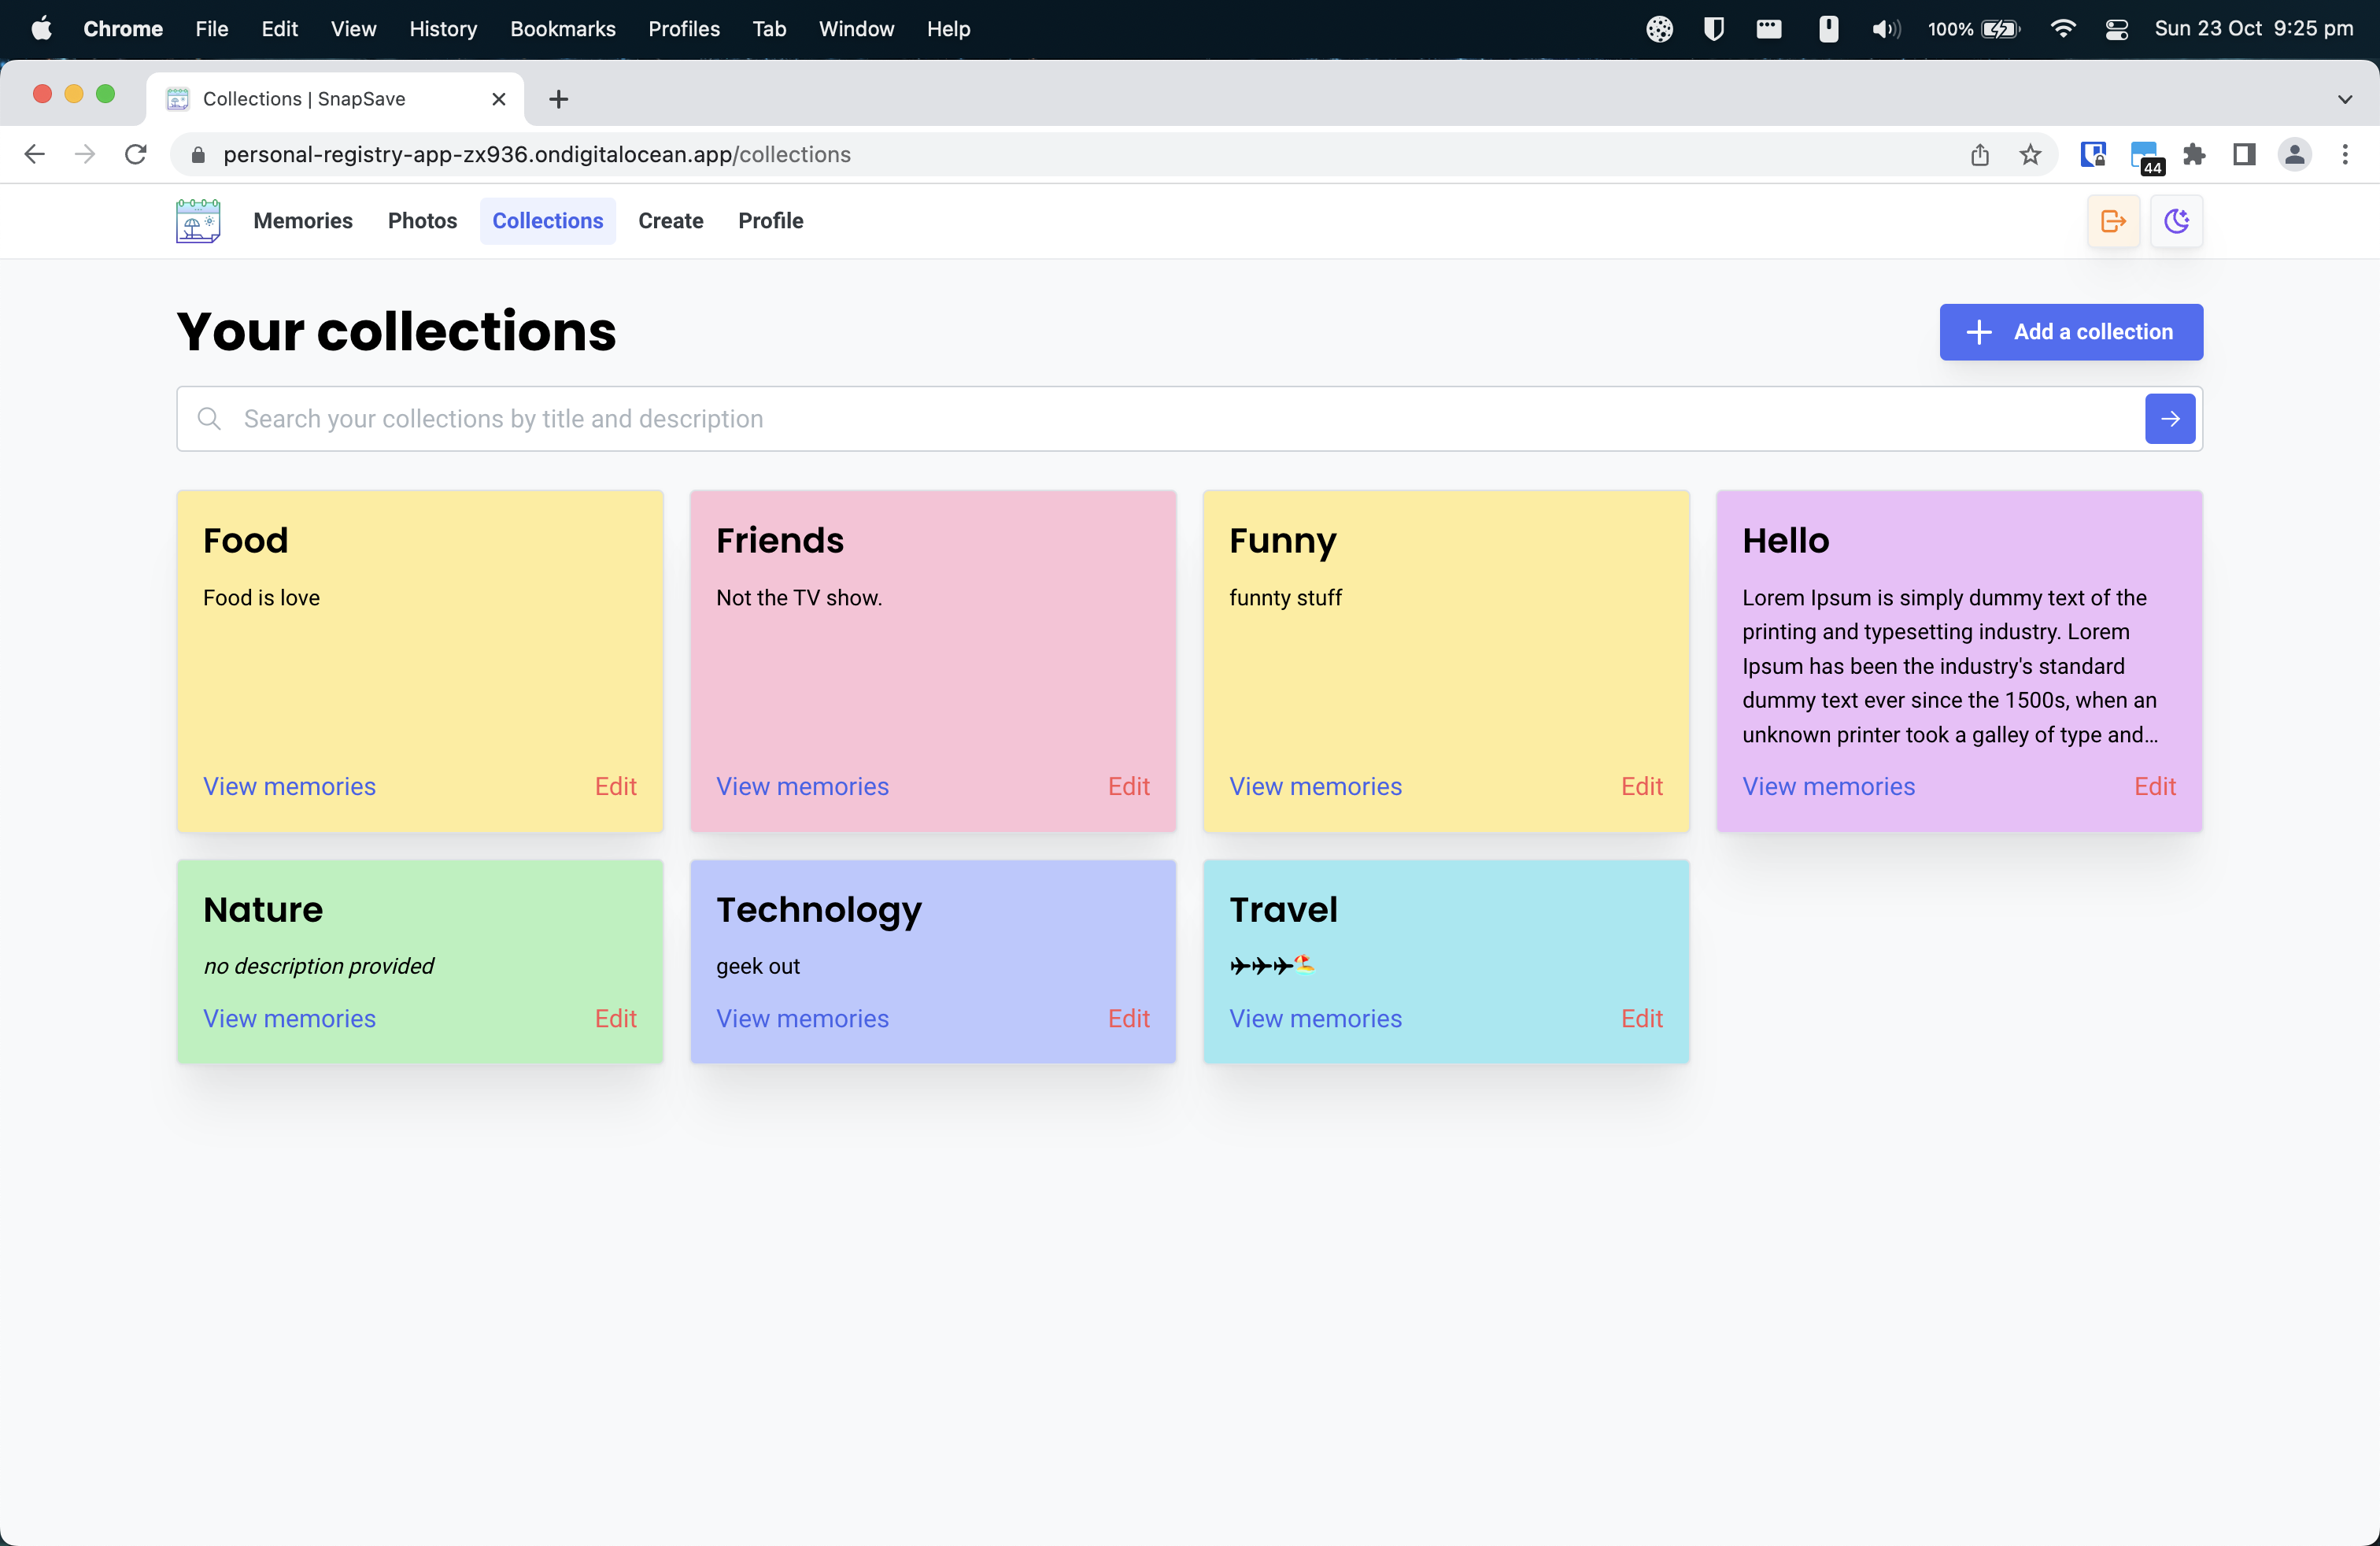 Chrome File Edit View History Bookmarks Profiles Tab Window Help 100% Sun 23 Oct 9:25 pm
Collections | SnapSave
personal-registry-app-zx936.ondigitalocean.app/collections 44
Memories Photos Collections Create Profile
Your collections
Add a collection
Search your collections by title and description
Food
Food is love
View memories Edit
Friends
Not the TV show.
View memories Edit
Funny
funnty stuff
View memories Edit
Hello
Lorem Ipsum is simply dummy text of the
printing and typesetting industry. Lorem
Ipsum has been the industry's standard
dummy text ever since the 1500s, when an
unknown printer took a galley of type and...
View memories Edit
Nature
no description provided
View memories Edit
Technology
geek out
View memories Edit
Travel
✈✈✈🏖
View memories Edit